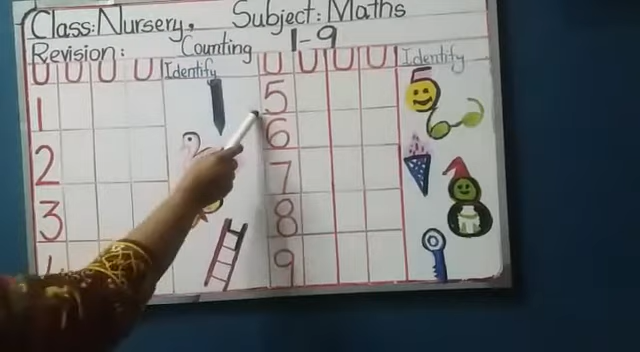 Class: Nursery, Subject: Maths
Revision: Counting 1-9
U U U U Identify U U U U Identify
1 5
2 6
3 7
8
9